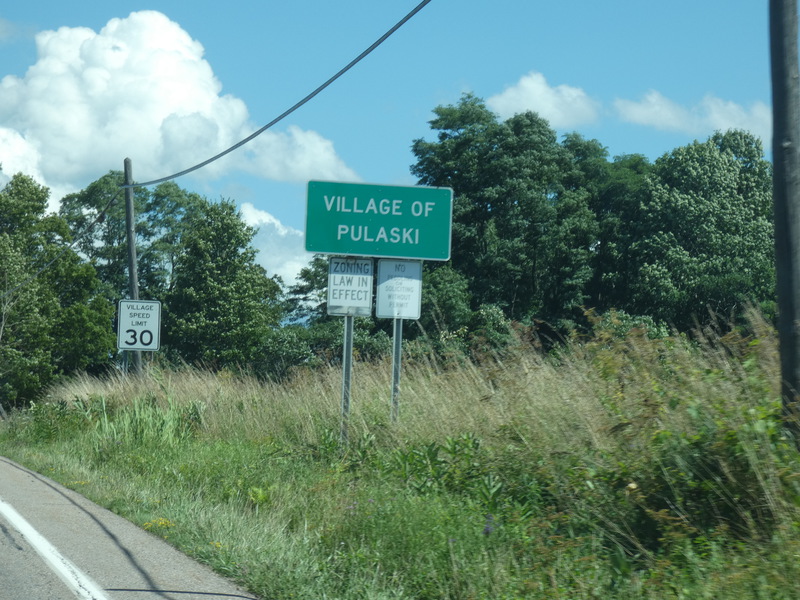 VILLAGE OF
PULASKI
ZONING
LAW IN
EFFECT
NO
SOLICITING
WITHOUT
PERMIT
VILLAGE
SPEED
LIMIT
30